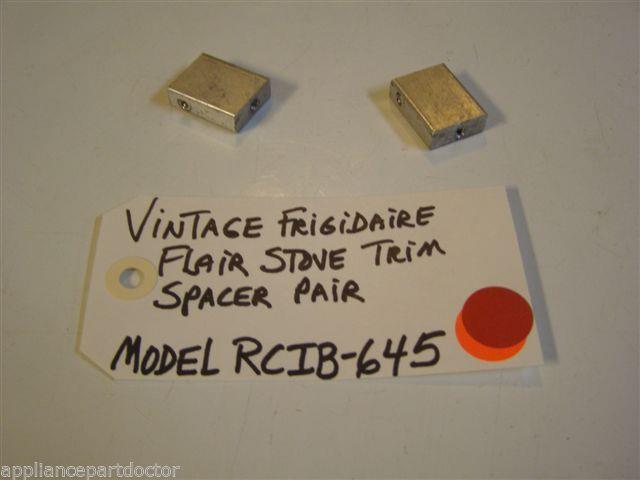 VINTAGE FRIGIDAIRE
FLAIR STOVE TRIM
SPACER PAIR
MODEL RCIB-645
appliancepartdoctor